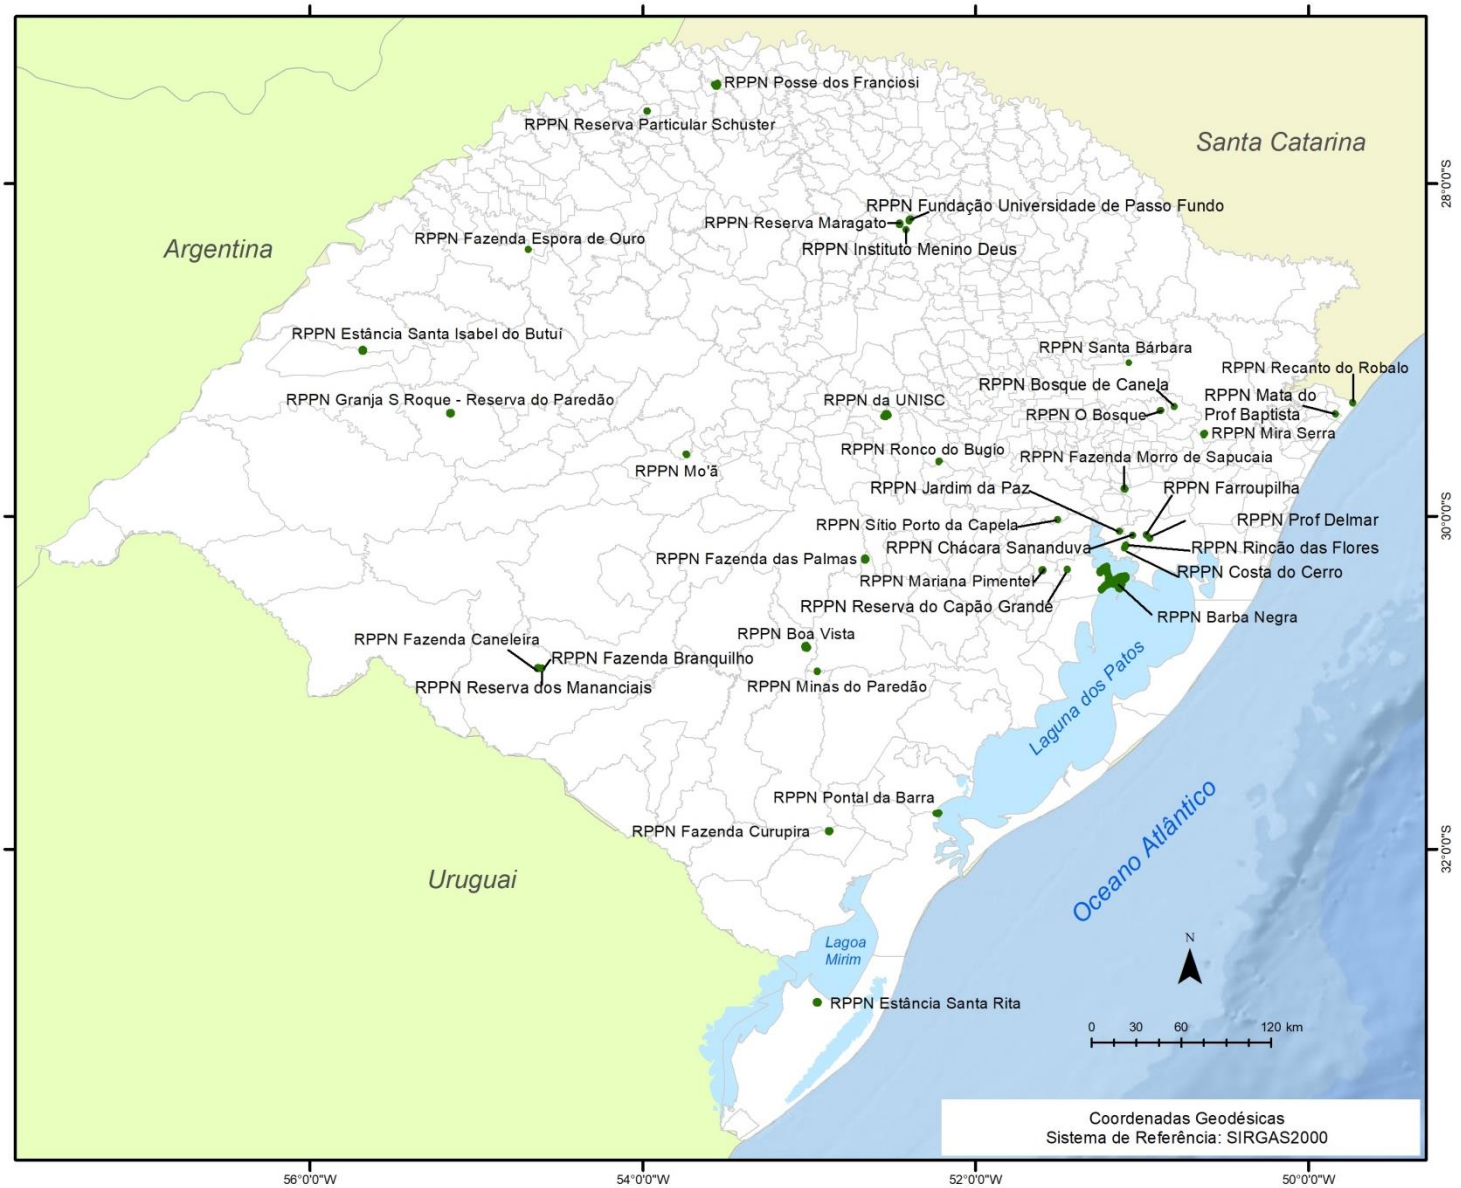 RPPN Posse dos Franciosi
RPPN Reserva Particular Schuster
Santa Catarina
28°0'0"S
RPPN Fundação Universidade de Passo Fundo
RPPN Reserva Maragato
RPPN Instituto Menino Deus
Argentina
RPPN Fazenda Espora de Ouro
RPPN Estância Santa Isabel do Butuí
RPPN Santa Bárbara
RPPN Recanto do Robalo
RPPN Bosque de Canela
RPPN Mata do
Prof Baptista
RPPN Granja S Roque - Reserva do Paredão
RPPN da UNISC
RPPN O Bosque
RPPN Mira Serra
RPPN Ronco do Bugio
RPPN Fazenda Morro de Sapucaia
RPPN Mo'ã
RPPN Jardim da Paz
RPPN Farroupilha
RPPN Sítio Porto da Capela
RPPN Prof Delmar
30°0'0"S
RPPN Chácara Sananduva
RPPN Rincão das Flores
RPPN Fazenda das Palmas
RPPN Costa do Cerro
RPPN Mariana Pimentel
RPPN Reserva do Capão Grande
RPPN Barba Negra
RPPN Boa Vista
RPPN Fazenda Caneleira
RPPN Fazenda Branquilho
RPPN Reserva dos Mananciais
RPPN Minas do Paredão
Laguna dos Patos
RPPN Pontal da Barra
RPPN Fazenda Curupira
Oceano Atlântico
32°0'0"S
Uruguai
Lagoa
Mirim
N
RPPN Estância Santa Rita
0 30 60 120 km
Coordenadas Geodésicas
Sistema de Referência: SIRGAS2000
56°0'0"W 54°0'0"W 52°0'0"W 50°0'0"W